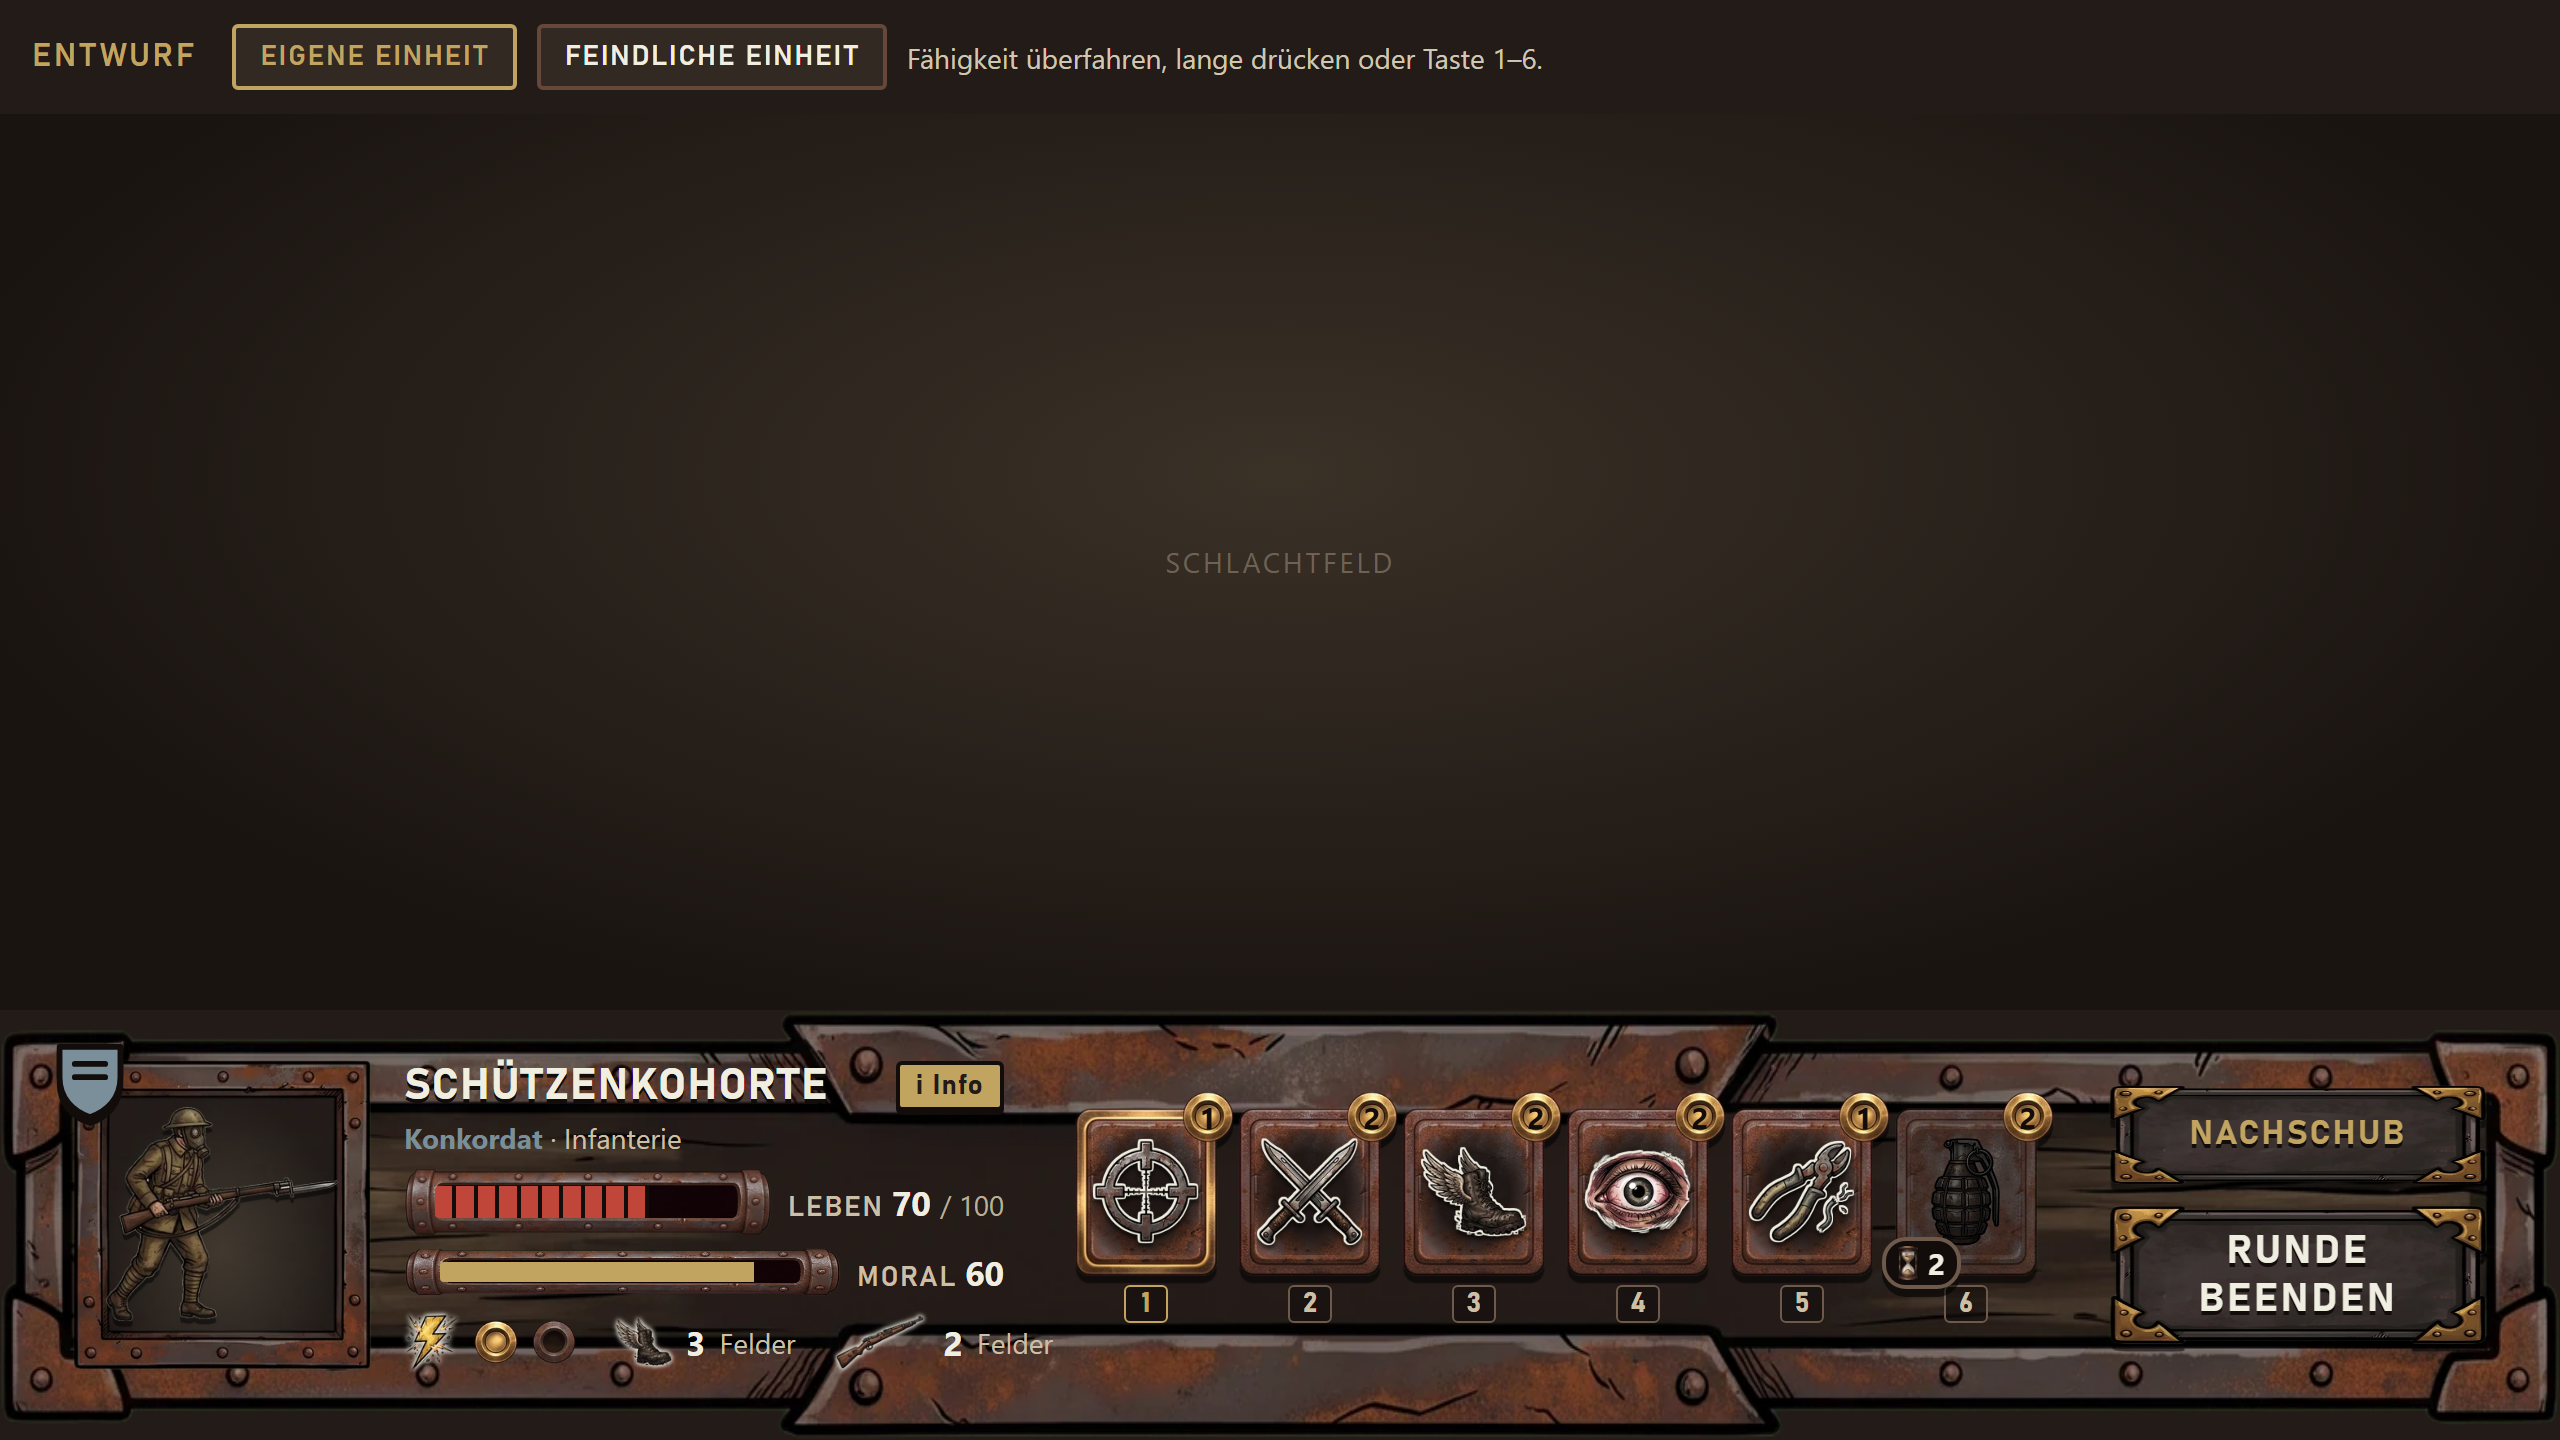 ENTWURF
EIGENE EINHEIT
FEINDLICHE EINHEIT
Fähigkeit überfahren, lange drücken oder Taste 1–6.
SCHLACHTFELD
SCHÜTZENKOHORTE
i Info
Konkordat · Infanterie
LEBEN 70 / 100
MORAL 60
3 Felder
2 Felder
1
2
2
2
1
2
2
1
2
3
4
5
6
NACHSCHUB
RUNDE
BEENDEN